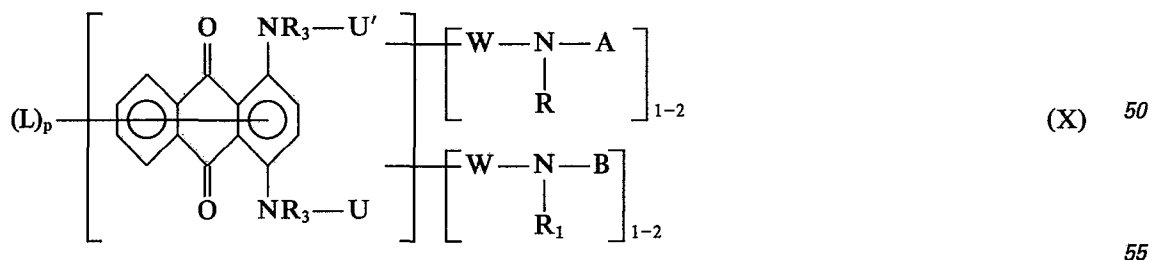 O NR₃—U′
W—N—A
R
1-2
(L)ₚ
(X) 50
O NR₃—U
W—N—B
R₁
1-2
55